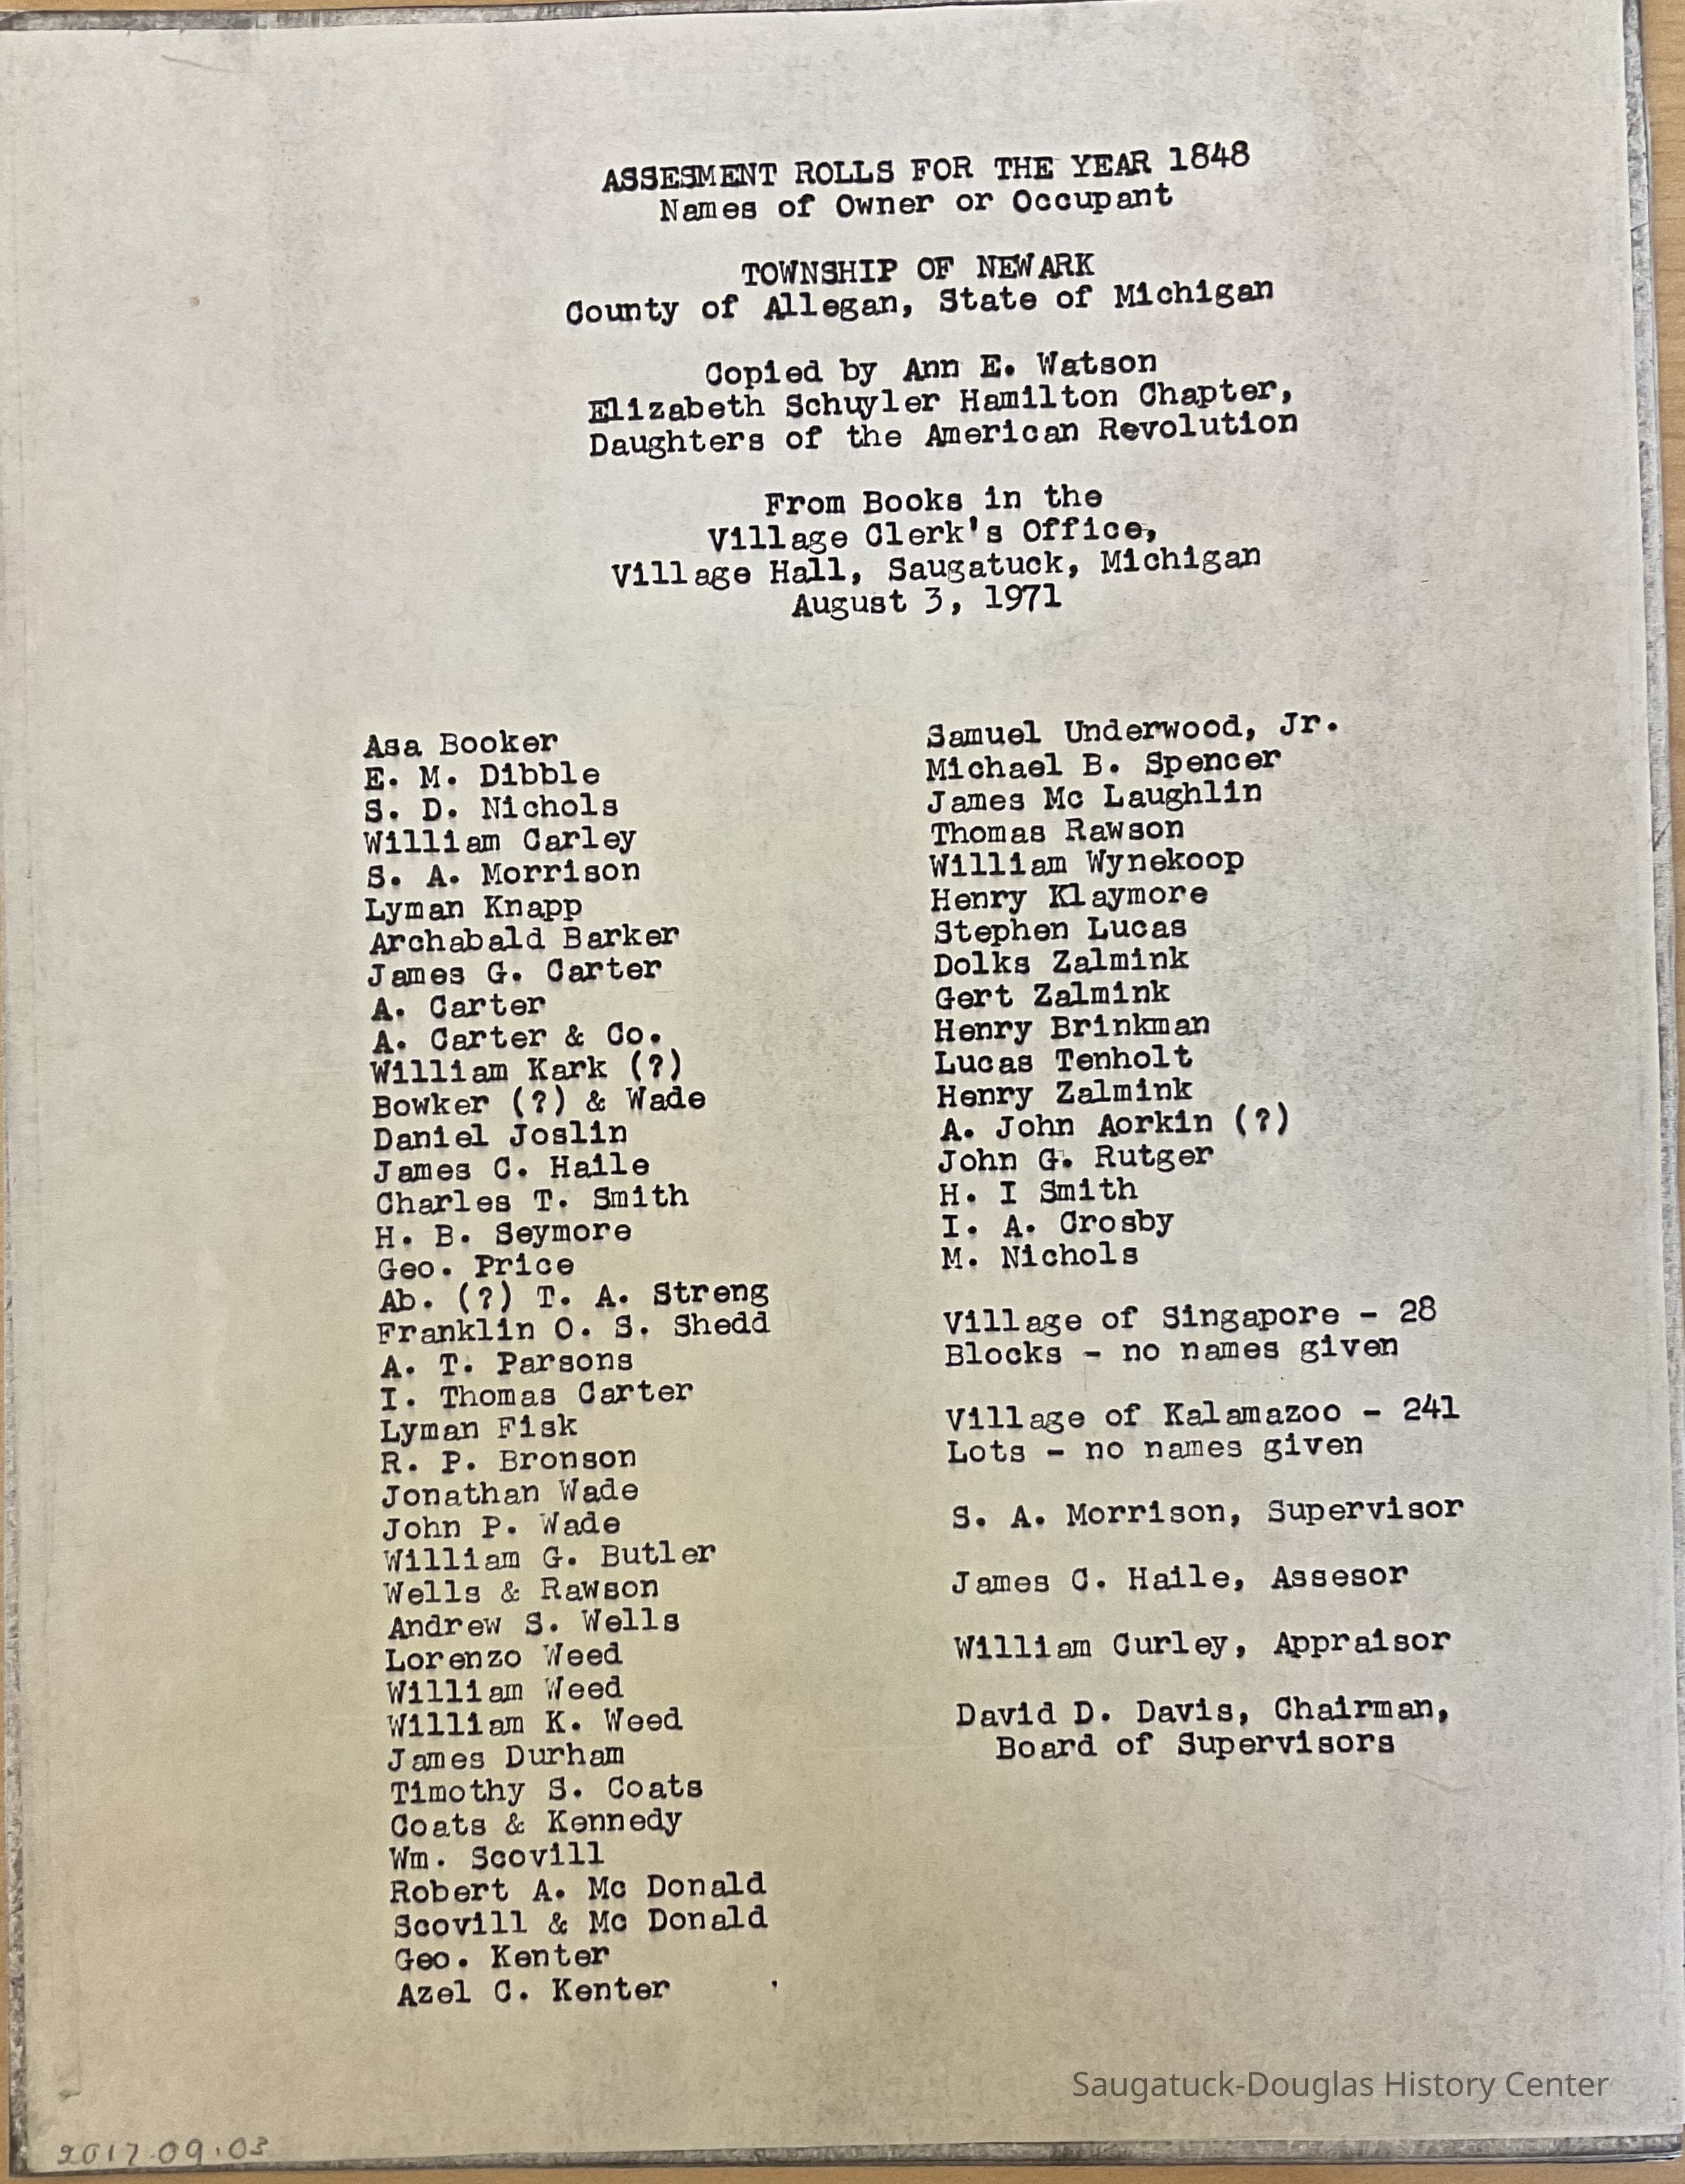 ASSESMENT ROLLS FOR THE YEAR 1848
Names of Owner or Occupant
TOWNSHIP OF NEWARK
County of Allegan, State of Michigan
Copied by Ann E. Watson
Elizabeth Schuyler Hamilton Chapter,
Daughters of the American Revolution
From Books in the
Village Clerk's Office,
Village Hall, Saugatuck, Michigan
August 3, 1971
Asa Booker
E. M. Dibble
S. D. Nichols
William Carley
S. A. Morrison
Lyman Knapp
Archabald Barker
James G. Carter
A. Carter
A. Carter & Co.
William Kark (?)
Bowker (?) & Wade
Daniel Joslin
James C. Haile
Charles T. Smith
H. B. Seymore
Geo. Price
Ab. (?) T. A. Streng
Franklin O. S. Shedd
A. T. Parsons
I. Thomas Carter
Lyman Fisk
R. P. Bronson
Jonathan Wade
John P. Wade
William G. Butler
Wells & Rawson
Andrew S. Wells
Lorenzo Weed
William Weed
William K. Weed
James Durham
Timothy S. Coats
Coats & Kennedy
Wm. Scovill
Robert A. Mc Donald
Scovill & Mc Donald
Geo. Kenter
Azel C. Kenter
Samuel Underwood, Jr.
Michael B. Spencer
James Mc Laughlin
Thomas Rawson
William Wynekoop
Henry Klaymore
Stephen Lucas
Dolks Zalmink
Gert Zalmink
Henry Brinkman
Lucas Tenholt
Henry Zalmink
A. John Aorkin (?)
John G. Rutger
H. I Smith
I. A. Crosby
M. Nichols
Village of Singapore - 28
Blocks - no names given
Village of Kalamazoo - 241
Lots - no names given
S. A. Morrison, Supervisor
James C. Haile, Assesor
William Curley, Appraisor
David D. Davis, Chairman,
Board of Supervisors
Saugatuck-Douglas History Center
2017.09.03